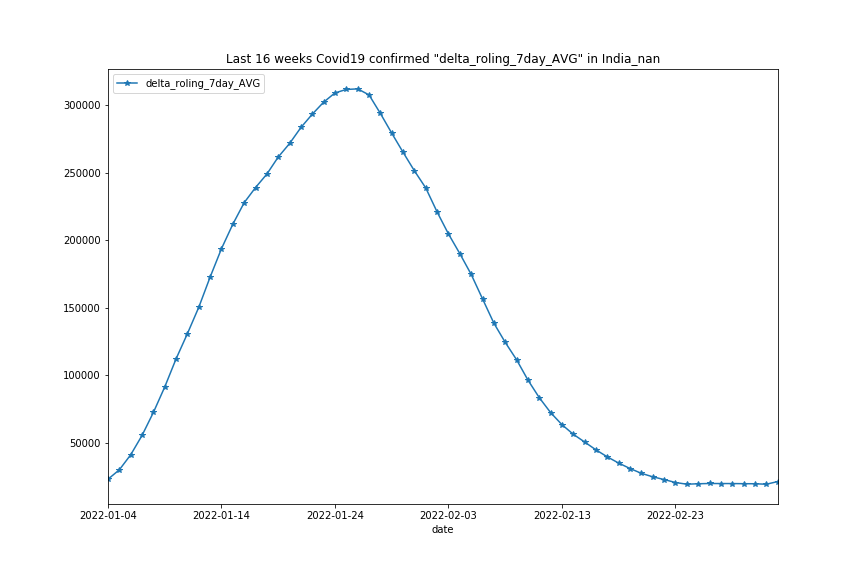 Last 16 weeks Covid19 confirmed "delta_roling_7day_AVG" in India_nan
delta_roling_7day_AVG
300000
250000
200000
150000
100000
50000
2022-01-04 2022-01-14 2022-01-24 2022-02-03 2022-02-13 2022-02-23
date